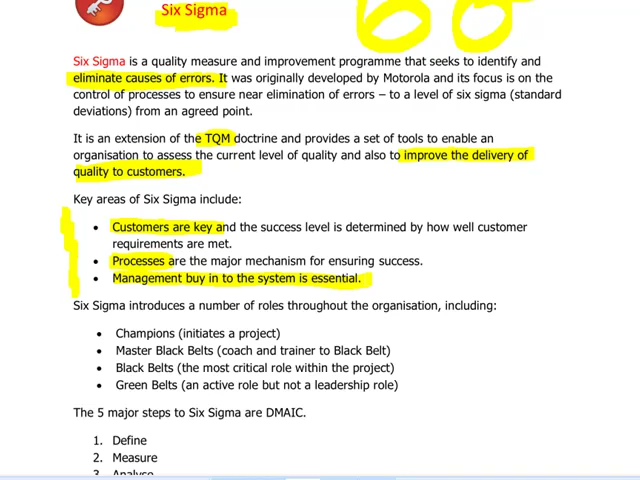 Six Sigma
6σ
Six Sigma is a quality measure and improvement programme that seeks to identify and
eliminate causes of errors. It was originally developed by Motorola and its focus is on the
control of processes to ensure near elimination of errors – to a level of six sigma (standard
deviations) from an agreed point.
It is an extension of the TQM doctrine and provides a set of tools to enable an
organisation to assess the current level of quality and also to improve the delivery of
quality to customers.
Key areas of Six Sigma include:
• Customers are key and the success level is determined by how well customer
requirements are met.
• Processes are the major mechanism for ensuring success.
• Management buy in to the system is essential.
Six Sigma introduces a number of roles throughout the organisation, including:
• Champions (initiates a project)
• Master Black Belts (coach and trainer to Black Belt)
• Black Belts (the most critical role within the project)
• Green Belts (an active role but not a leadership role)
The 5 major steps to Six Sigma are DMAIC.
1. Define
2. Measure
3. Analyse